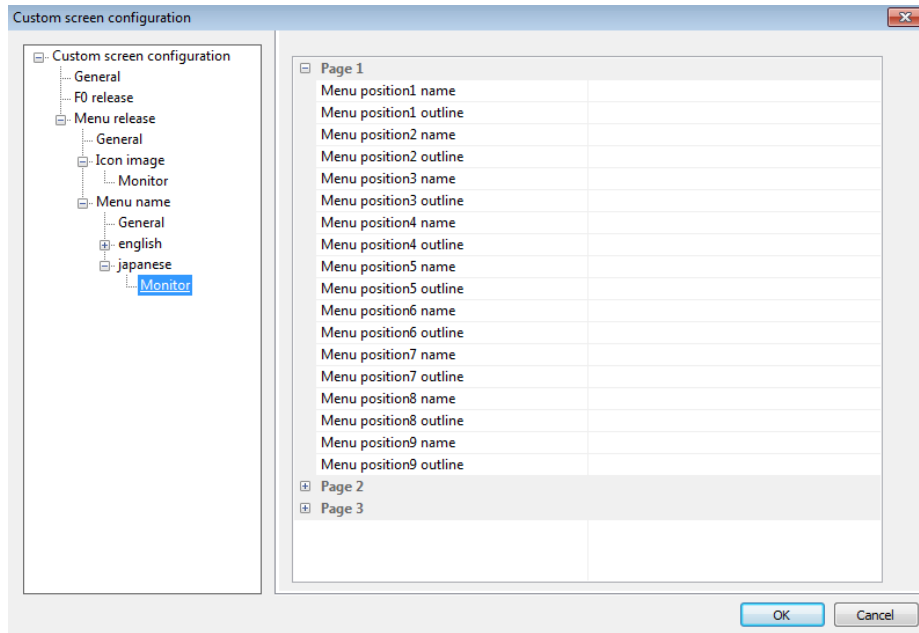 Custom screen configuration
Custom screen configuration
General
F0 release
Menu release
General
Icon image
Monitor
Menu name
General
english
japanese
Monitor
Page 1
Menu position1 name
Menu position1 outline
Menu position2 name
Menu position2 outline
Menu position3 name
Menu position3 outline
Menu position4 name
Menu position4 outline
Menu position5 name
Menu position5 outline
Menu position6 name
Menu position6 outline
Menu position7 name
Menu position7 outline
Menu position8 name
Menu position8 outline
Menu position9 name
Menu position9 outline
Page 2
Page 3
OK
Cancel